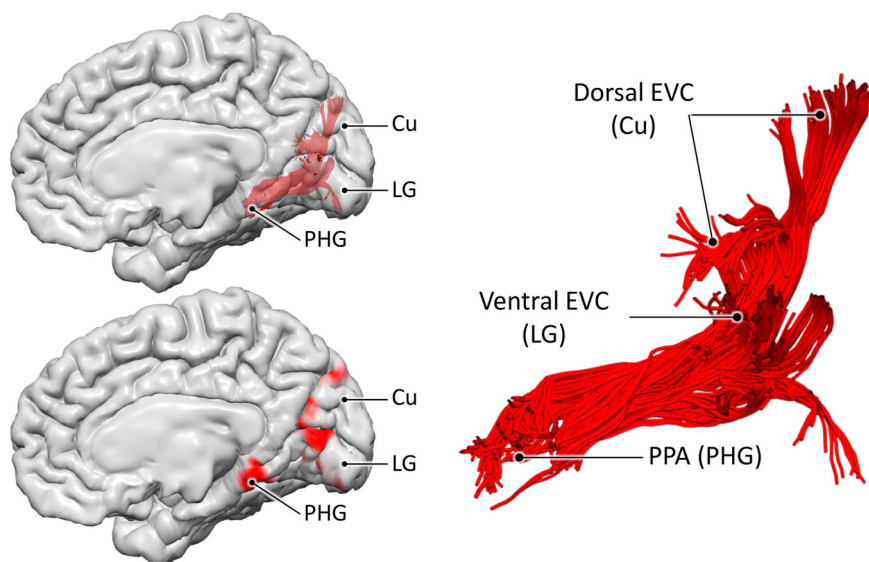 Cu
LG
PHG
Cu
LG
PHG
Dorsal EVC
(Cu)
Ventral EVC
(LG)
PPA (PHG)